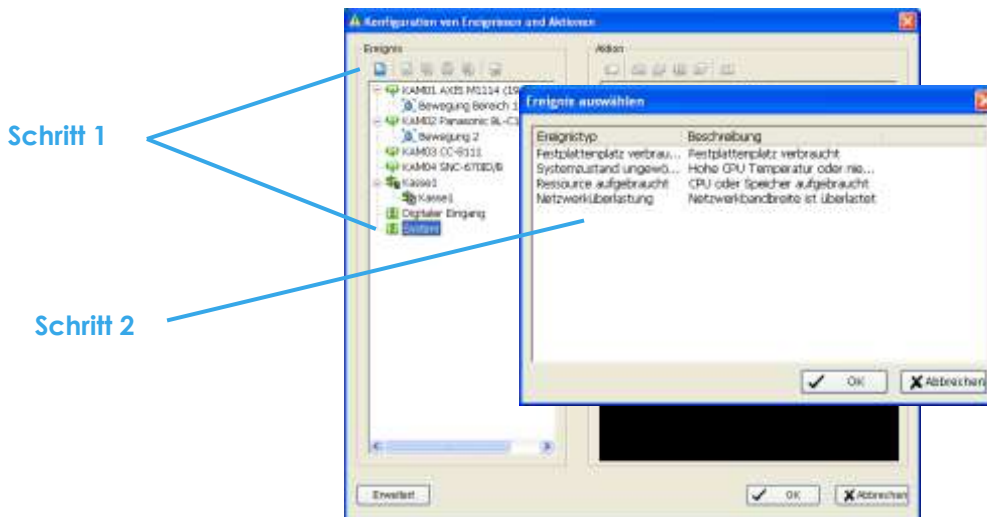 Konfiguration von Ereignissen und Aktionen
Ereignis
Aktion
KAM01 AXIS M1114 (19
Bewegung Bereich 1
KAM02 Panasonic BL-C1
Bewegung 2
KAM03 CC-8111
KAM04 SNC-6708D/B
Kasse1
Kasse1
Digitaler Eingang
System
Schritt 1
Schritt 2
Ereignis auswählen
Ereignistyp Beschreibung
Festplattenplatz verbrau... Festplattenplatz verbraucht
Systemzustand ungewö... Hohe CPU Temperatur oder nie...
Ressource aufgebraucht CPU oder Speicher aufgebraucht
Netzwerküberlastung Netzwerkbandbreite ist überlastet
OK Abbrechen
Erweitert OK Abbrechen